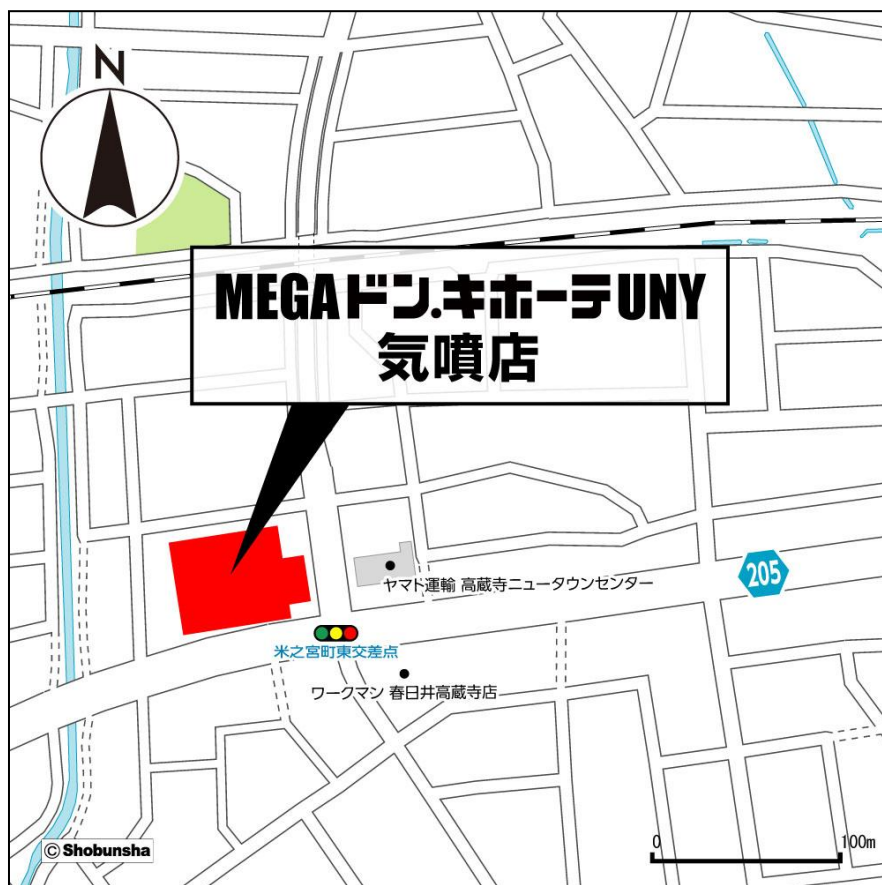 N
MEGAドン.キホーテUNY
気噴店
205
ヤマト運輸 高蔵寺ニュータウンセンター
米之宮町東交差点
ワークマン 春日井高蔵寺店
© Shobunsha
0
100m